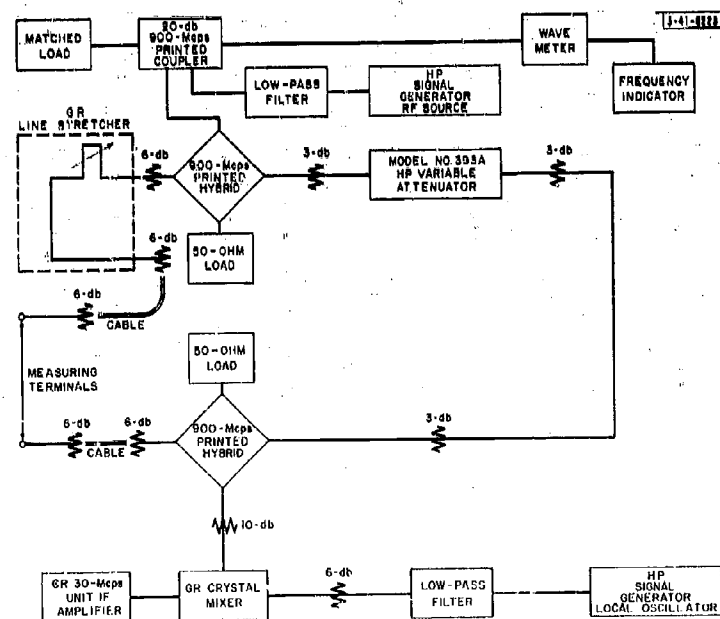 MATCHED LOAD
20-db
900-Mcps
PRINTED
COUPLER
WAVE
METER
LOW-PASS
FILTER
HP
SIGNAL
GENERATOR
RF SOURCE
FREQUENCY
INDICATOR
GR
LINE STRETCHER
6-db
900-Mcps
PRINTED
HYBRID
3-db
MODEL NO. 393A
HP VARIABLE
ATTENUATOR
3-db
50-OHM
LOAD
6-db
6-db
CABLE
MEASURING
TERMINALS
50-OHM
LOAD
6-db
CABLE
6-db
900-Mcps
PRINTED
HYBRID
3-db
10-db
GR 30-Mcps
UNIT IF
AMPLIFIER
GR CRYSTAL
MIXER
6-db
LOW-PASS
FILTER
HP
SIGNAL
GENERATOR
LOCAL OSCILLATOR